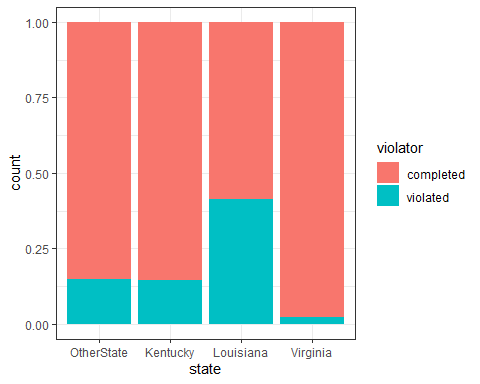 1.00
0.75
0.50
0.25
0.00
count
OtherState Kentucky Louisiana Virginia
state
violator
completed
violated